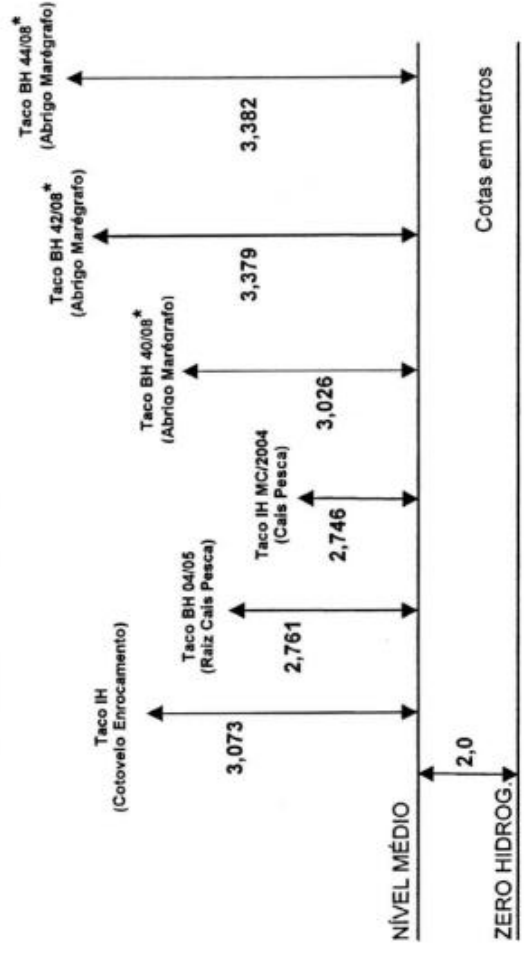 Taco IH
(Cotovelo Enrocamento)
3,073
Taco BH 04/05
(Raiz Cais Pesca)
2,761
Taco IH MC/2004
(Cais Pesca)
2,746
Taco BH 40/08*
(Abrigo Marégrafo)
3,026
Taco BH 42/08*
(Abrigo Marégrafo)
3,379
Taco BH 44/08*
(Abrigo Marégrafo)
3,382
NÍVEL MÉDIO
2,0
Cotas em metros
ZERO HIDROG.